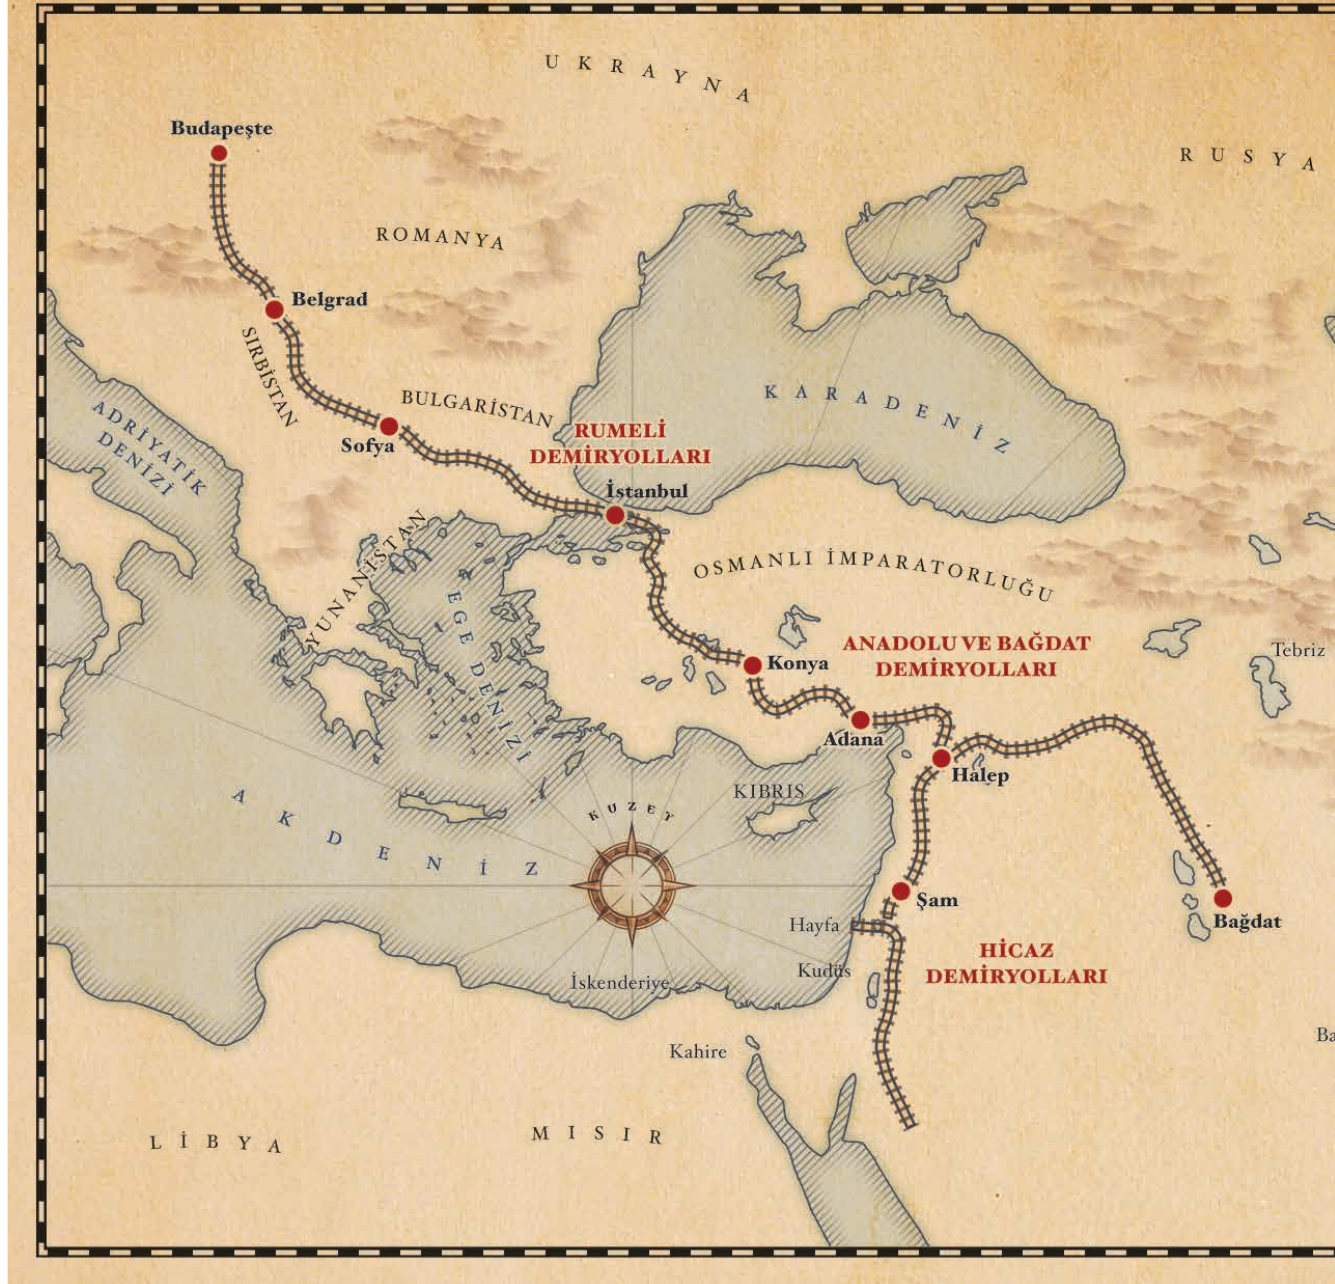 UKRAYNA
Budapeşte
RUSYA
ROMANYA
Belgrad
SIRBİSTAN
KARADENİZ
BULGARİSTAN
ADRİYATİK
DENİZİ
RUMELİ
DEMİRYOLLARI
Sofya
İstanbul
YUNANİSTAN
OSMANLI İMPARATORLUĞU
EGE DENİZİ
ANADOLU VE BAĞDAT
DEMİRYOLLARI
Tebriz
Konya
Adana
Halep
KIBRIS
KUZEY
AKDENİZ
Şam
Bağdat
Hayfa
HİCAZ
DEMİRYOLLARI
Kudüs
İskenderiye
Kahire
Ba
LİBYA
MISIR